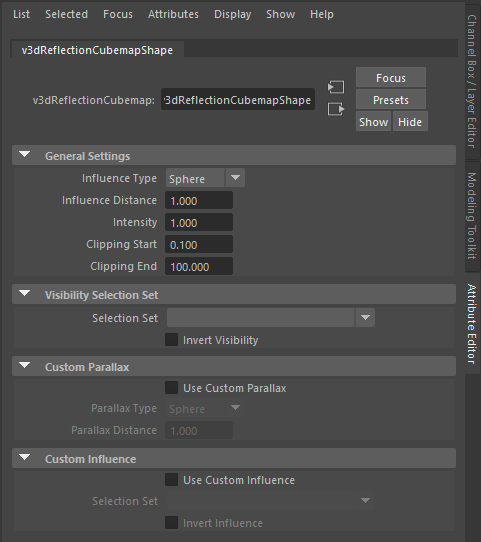 List Selected Focus Attributes Display Show Help
v3dReflectionCubemapShape
v3dReflectionCubemap: v3dReflectionCubemapShape
Focus
Presets
Show Hide
General Settings
Influence Type Sphere
Influence Distance 1.000
Intensity 1.000
Clipping Start 0.100
Clipping End 100.000
Visibility Selection Set
Selection Set
Invert Visibility
Custom Parallax
Use Custom Parallax
Parallax Type Sphere
Parallax Distance 1.000
Custom Influence
Use Custom Influence
Selection Set
Invert Influence
Channel Box / Layer Editor
Modeling Toolkit
Attribute Editor